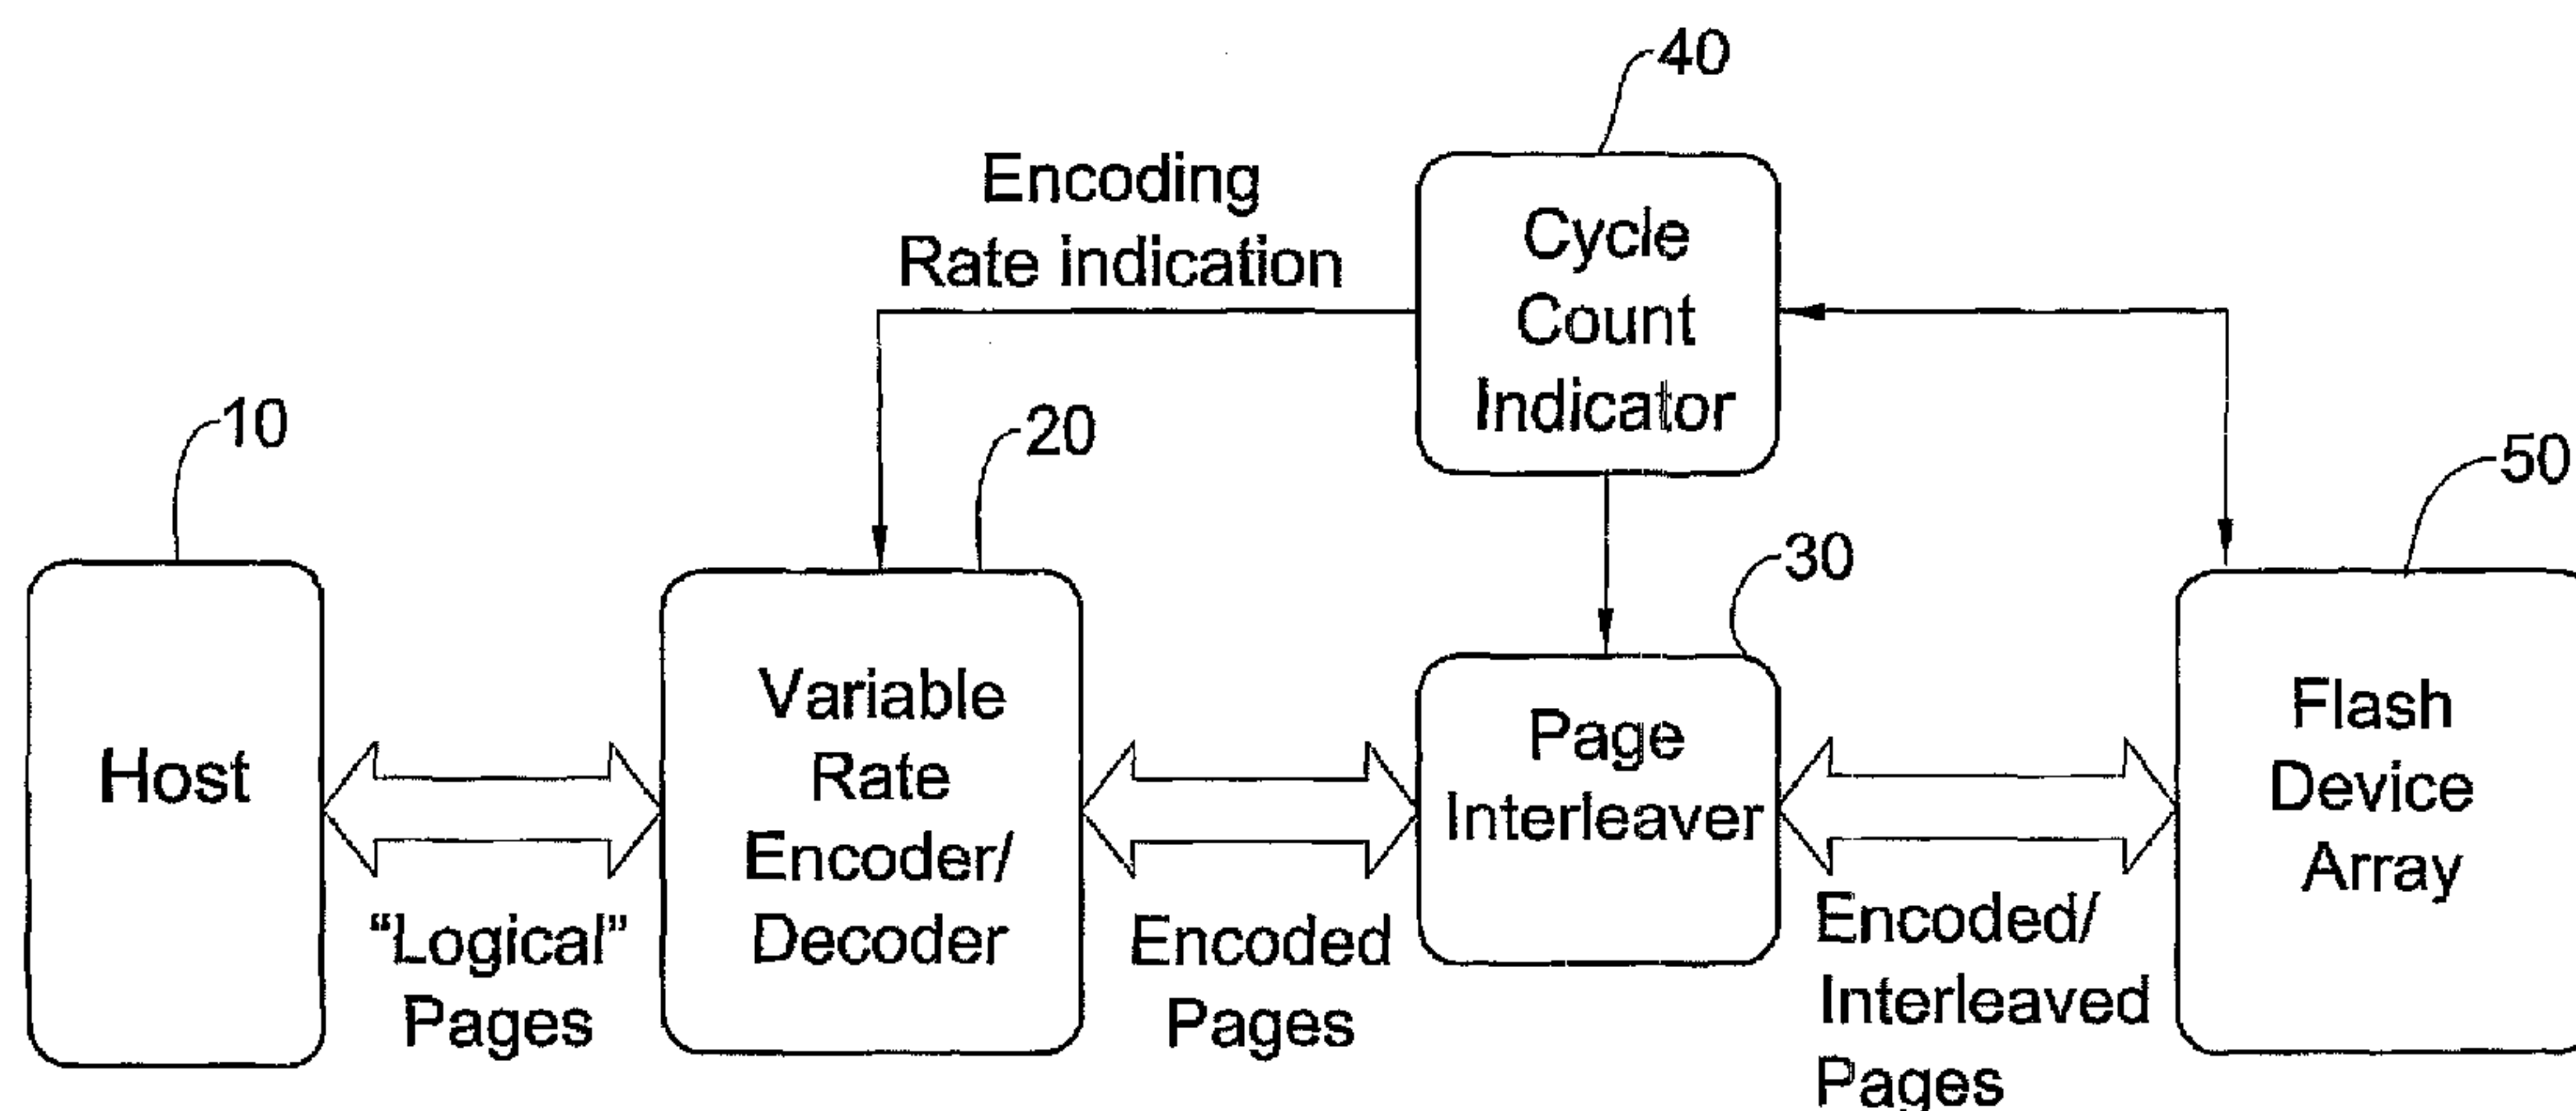 40
Encoding
Rate indication
Cycle
Count
Indicator
10
20
50
30
Host
Variable
Rate
Encoder/
Decoder
Page
Interleaver
Flash
Device
Array
“Logical”
Pages
Encoded
Pages
Encoded/
Interleaved
Pages